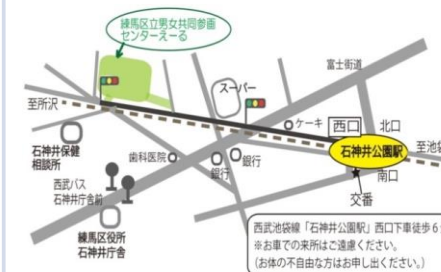 練馬区立男女共同参画
センターえーる
富士街道
スーパー
至所沢
ケーキ
西口
北口
石神井公園駅
至池袋
石神井保健
相談所
歯科医院
銀行
銀行
南口
交番
西武バス
石神井庁舎前
練馬区役所
石神井庁舎
西武池袋線「石神井公園駅」西口下車徒歩6
※お車での来所はご遠慮ください。
(お体の不自由な方はお申し出ください。)